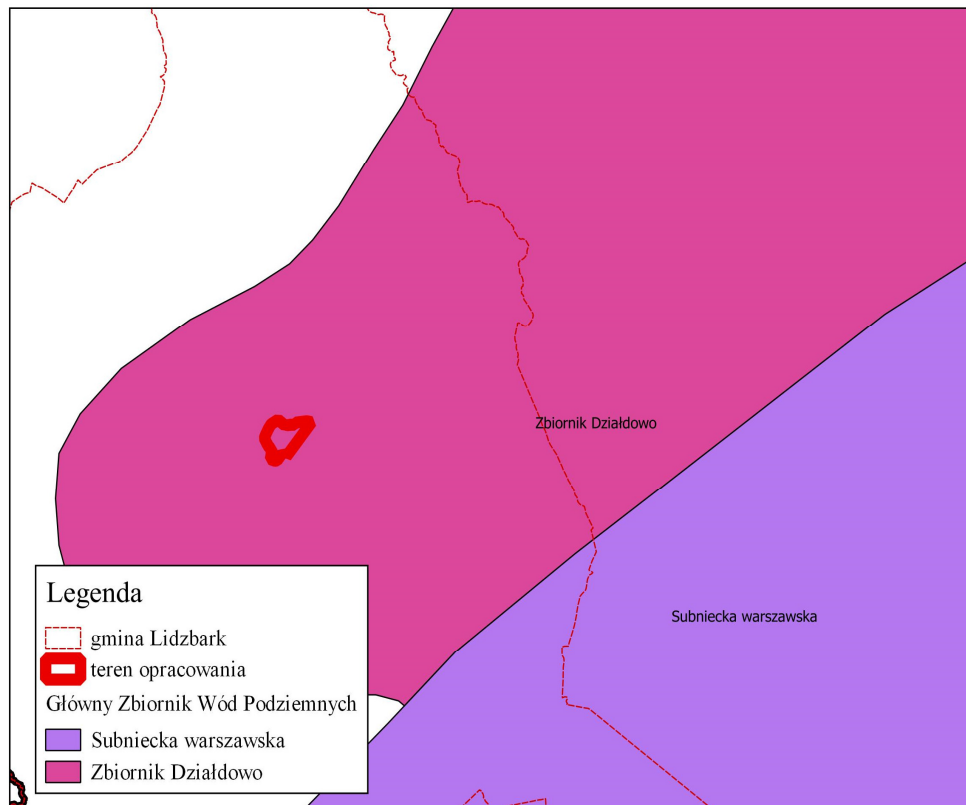 Zbiornik Działdowo
Subniecka warszawska
Legenda
gmina Lidzbark
teren opracowania
Główny Zbiornik Wód Podziemnych
Subniecka warszawska
Zbiornik Działdowo